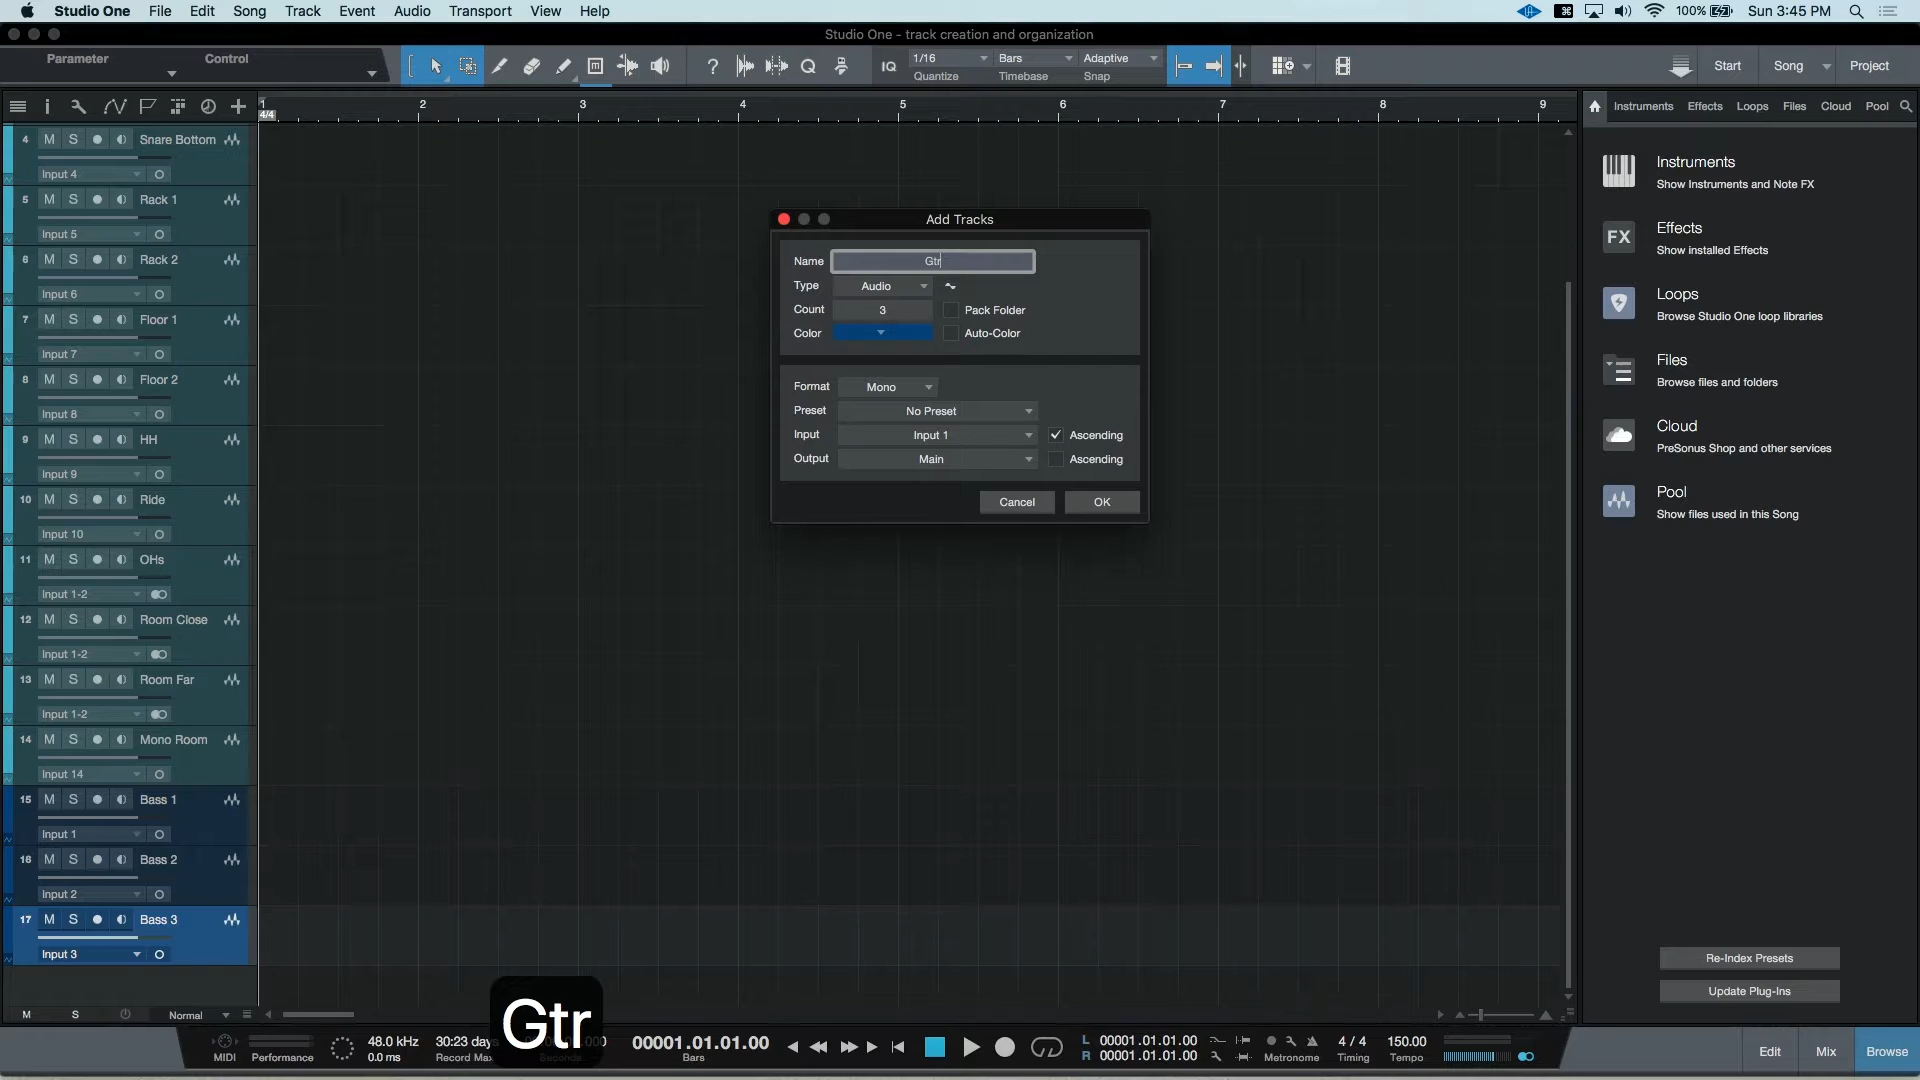 Studio One File Edit Song Track Event Audio Transport View Help
100% Sun 3:45 PM
Studio One - track creation and organization
Parameter Control
IQ 1/16 Bars Adaptive
Quantize Timebase Snap
Start Song Project
1 2 3 4 5 6 7 8 9
4/4
Instruments Effects Loops Files Cloud Pool
4 M S Snare Bottom
Input 4
5 M S Rack 1
Input 5
6 M S Rack 2
Input 6
7 M S Floor 1
Input 7
8 M S Floor 2
Input 8
9 M S HH
Input 9
10 M S Ride
Input 10
11 M S OHs
Input 1-2
12 M S Room Close
Input 1-2
13 M S Room Far
Input 1-2
14 M S Mono Room
Input 14
15 M S Bass 1
Input 1
16 M S Bass 2
Input 2
17 M S Bass 3
Input 3
M S Normal
Add Tracks
Name Gtr
Type Audio
Count 3 Pack Folder
Color Auto-Color
Format Mono
Preset No Preset
Input Input 1 Ascending
Output Main Ascending
Cancel OK
Instruments
Show Instruments and Note FX
FX
Effects
Show installed Effects
Loops
Browse Studio One loop libraries
Files
Browse files and folders
Cloud
PreSonus Shop and other services
Pool
Show files used in this Song
Re-Index Presets
Update Plug-Ins
Gtr
MIDI Performance
48.0 kHz
0.0 ms
30:23 days
Record Max
00001.01.01.00
Bars
L 00001.01.01.00
R 00001.01.01.00
Metronome
4 / 4
Timing
150.00
Tempo
Edit Mix Browse